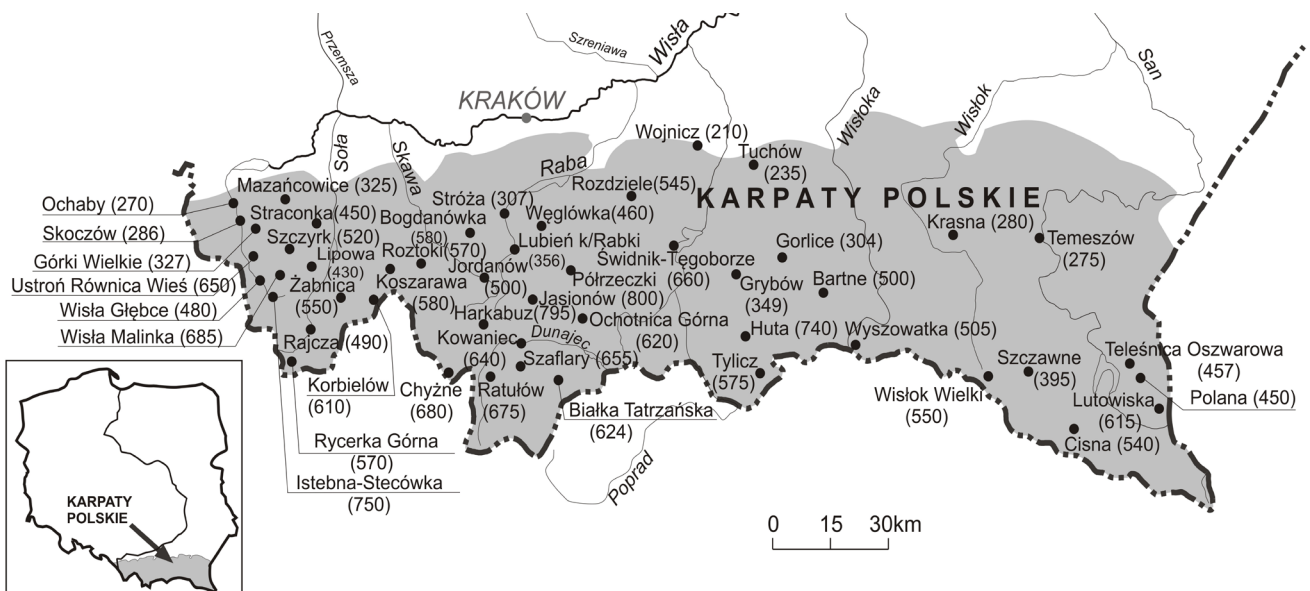 Przemsza
Szreniawa
Wisła
San
KRAKÓW
Soła
Skawa
Raba
Wisłoka
Wisłok
Wojnicz (210)
Tuchów
(235)
KARPATY POLSKIE
Mazańcowice (325)
Rozdziele(545)
Stróża (307)
Ochaby (270)
Straconka(450)
Bogdanówka
(580)
Węglówka(460)
Krasna (280)
Skoczów (286)
Szczyrk (520)
Roztoki(570)
Lubień k/Rabki
(356)
Gorlice (304)
Temeszów
(275)
Górki Wielkie (327)
Lipowa
(430)
Jordanów
(500)
Świdnik-Tęgoborze
(660)
Półrzeczki
Ustroń Równica Wieś (650)
Żabnica
(550)
Koszarawa
(580)
Grybów
(349)
Bartne (500)
Wisła Głębce (480)
Jasionów (800)
Harkabuz(795)
Ochotnica Górna
(620)
Wisła Malinka (685)
Rajcza (490)
Kowaniec
(640)
Dunajec
Huta (740)
Wyszowatka (505)
Szaflary (655)
Tylicz
(575)
Szczawne
(395)
Teleśnica Oszwarowa
(457)
Korbielów
(610)
Chyżne
(680)
Ratułów
(675)
Wisłok Wielki
(550)
Lutowiska
(615)
Polana (450)
Białka Tatrzańska
(624)
Cisna (540)
Rycerka Górna
(570)
Poprad
Istebna-Stecówka
(750)
KARPATY
POLSKIE
0 15 30km